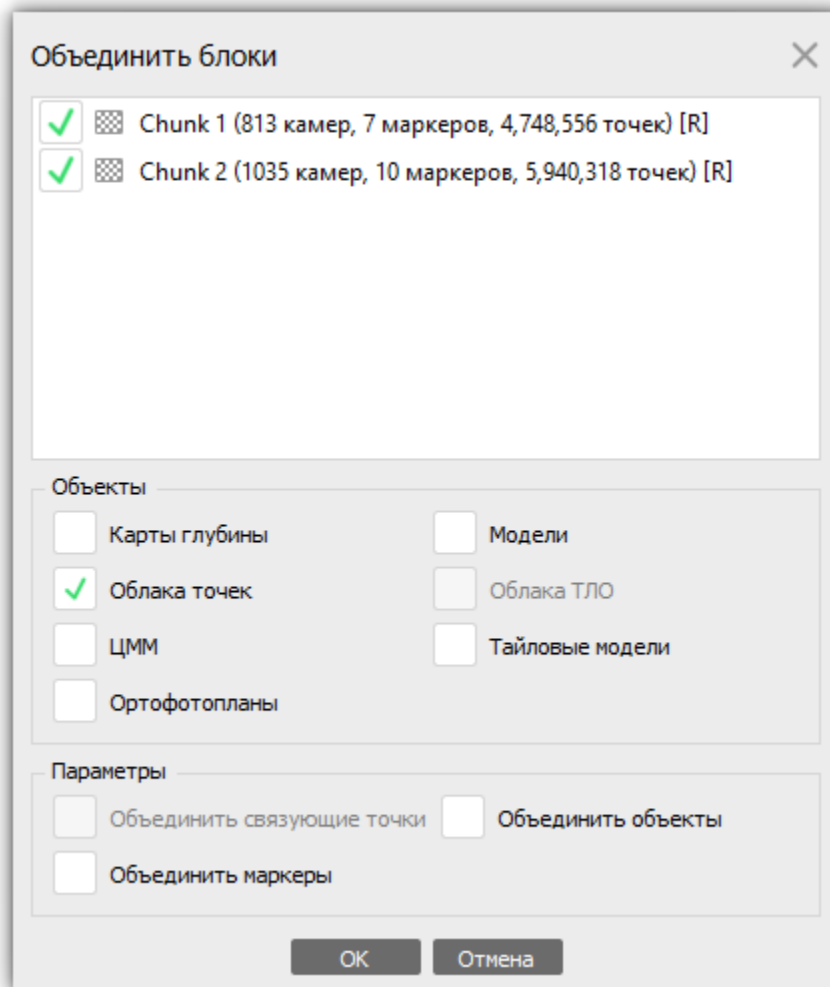 Объединить блоки
Chunk 1 (813 камер, 7 маркеров, 4,748,556 точек) [R]
Chunk 2 (1035 камер, 10 маркеров, 5,940,318 точек) [R]
Объекты
Карты глубины Модели
Облака точек Облака ТЛО
ЦММ Тайловые модели
Ортофотопланы
Параметры
Объединить связующие точки Объединить объекты
Объединить маркеры
OK Отмена